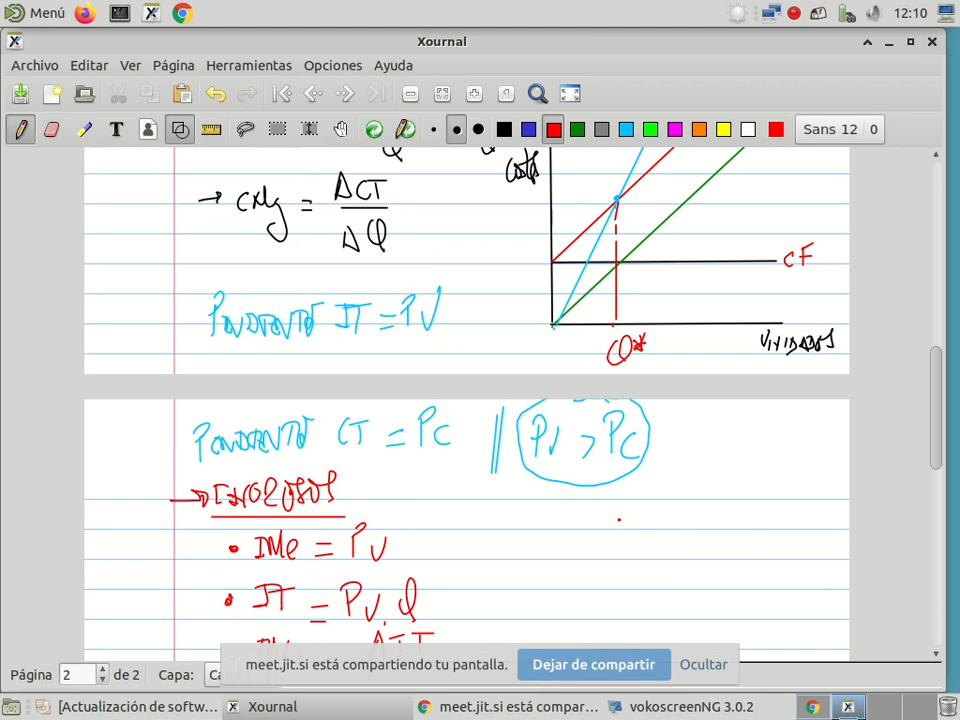 Menú
12:10
Xournal
Archivo Editar Ver Página Herramientas Opciones Ayuda
Sans 12 0
Q
costes
→ CMg = ΔCT
ΔQ
CF
PENDIENTE IT = PV
UNIDADES
Q*
PENDIENTE CT = PC || PV > PC
→ INGRESOS
• IMe = PV
• IT = PV . Q
ΔIT
meet.jit.si está compartiendo tu pantalla. Dejar de compartir Ocultar
Página 2 de 2 Capa: Ca
[Actualización de softw... Xournal meet.jit.si está compar... vokoscreenNG 3.0.2